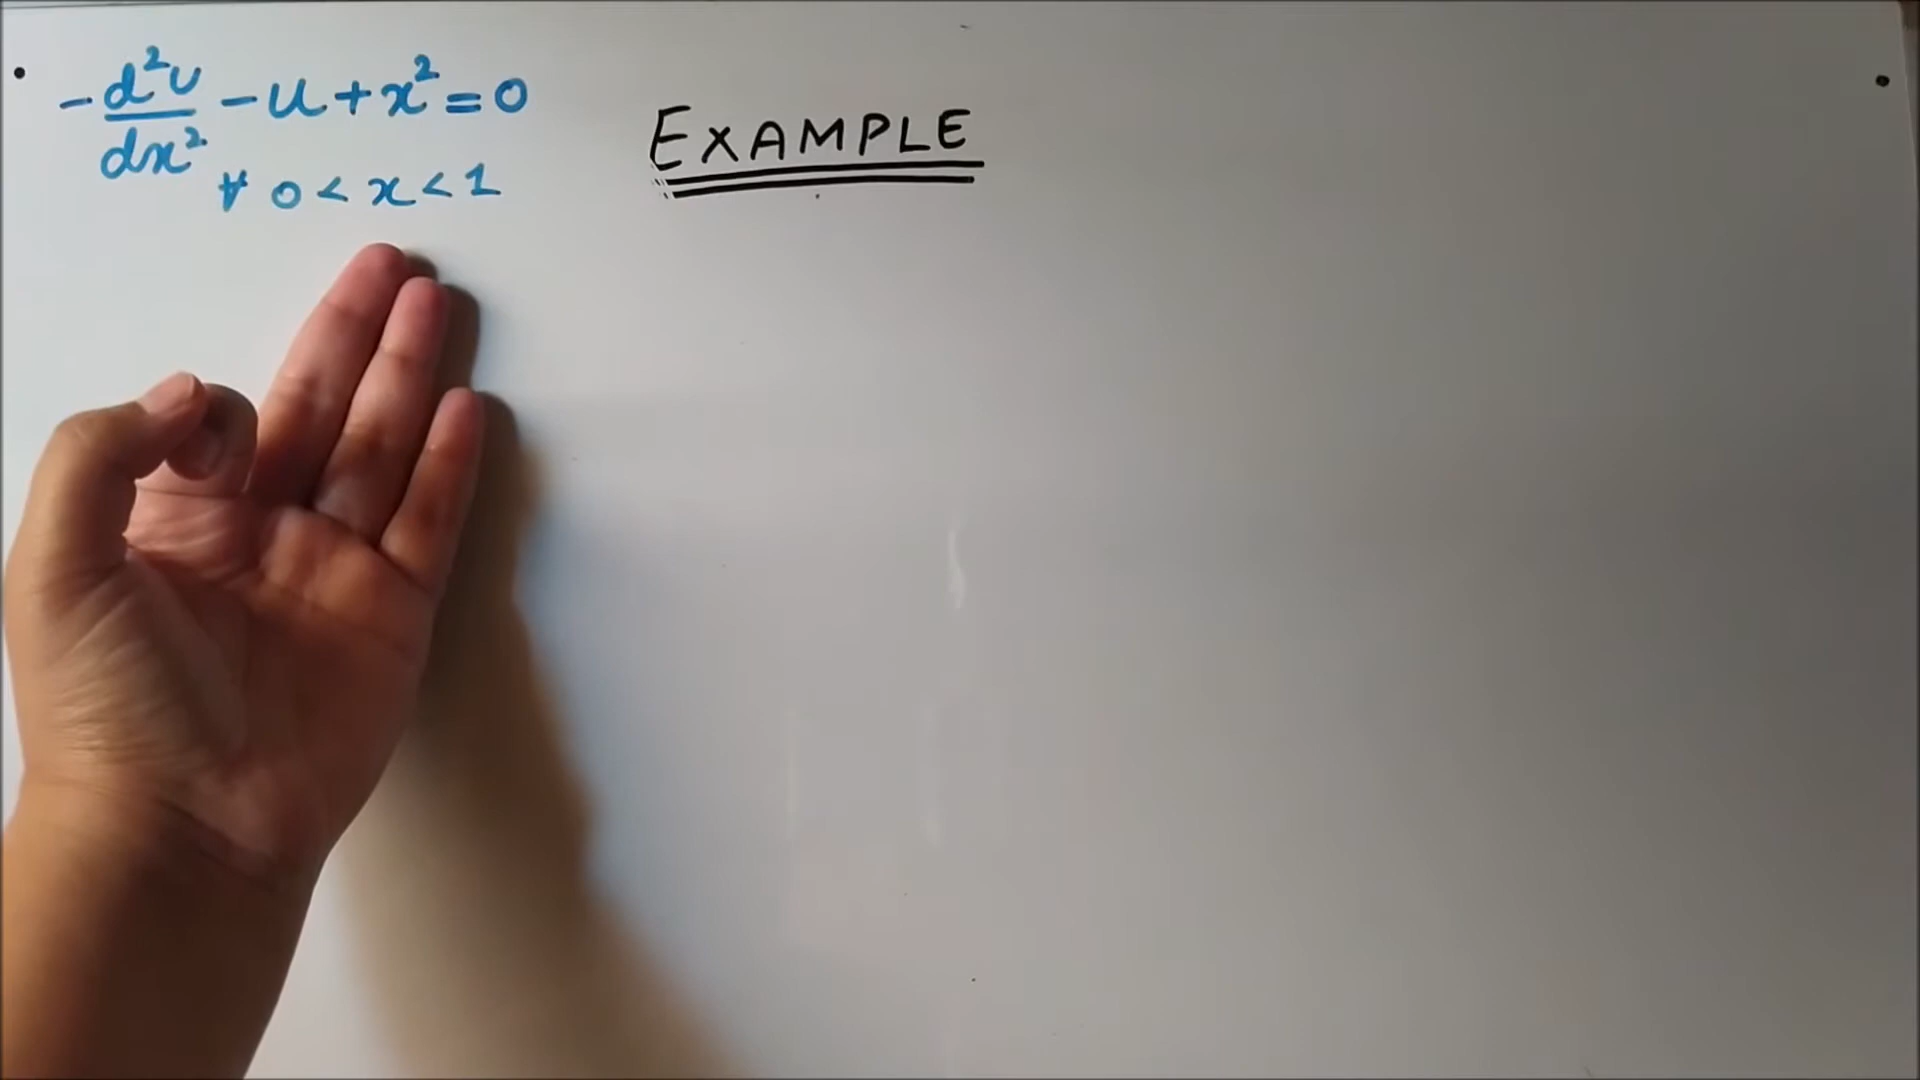 -d²u/dx² - u + x² = 0
∀ 0 < x < 1
EXAMPLE